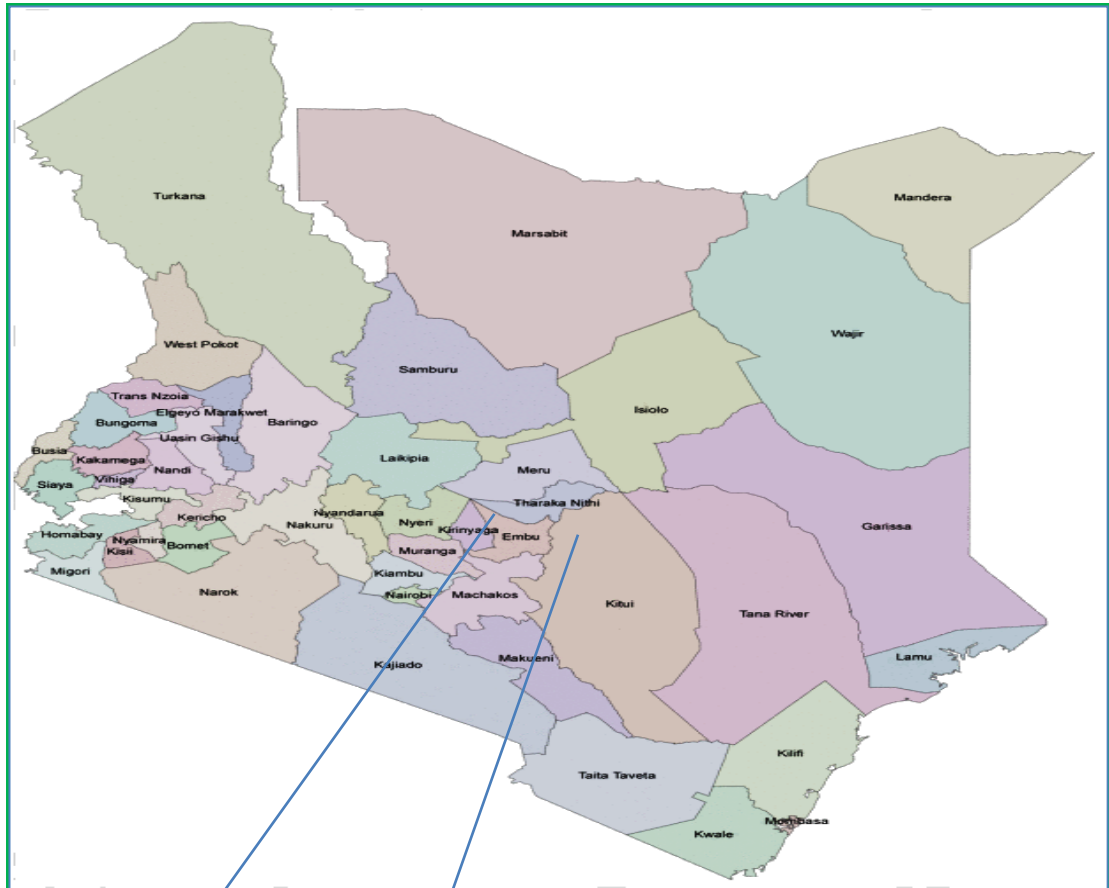 Turkana
Mandera
Marsabit
Wajir
West Pokot
Samburu
Trans Nzoia
Isiolo
Elgeyo Marakwet
Bungoma
Baringo
Uasin Gishu
Busia
Kakamega
Laikipia
Nandi
Meru
Vihiga
Siaya
Kisumu
Tharaka Nithi
Nyandarua
Kericho
Nyeri
Nakuru
Garissa
Kirinyaga
Homabay
Embu
Nyamira
Bomet
Kisii
Muranga
Migori
Kiambu
Narok
Nairobi
Machakos
Kitui
Tana River
Makueni
Lamu
Kajiado
Kilifi
Taita Taveta
Mombasa
Kwale